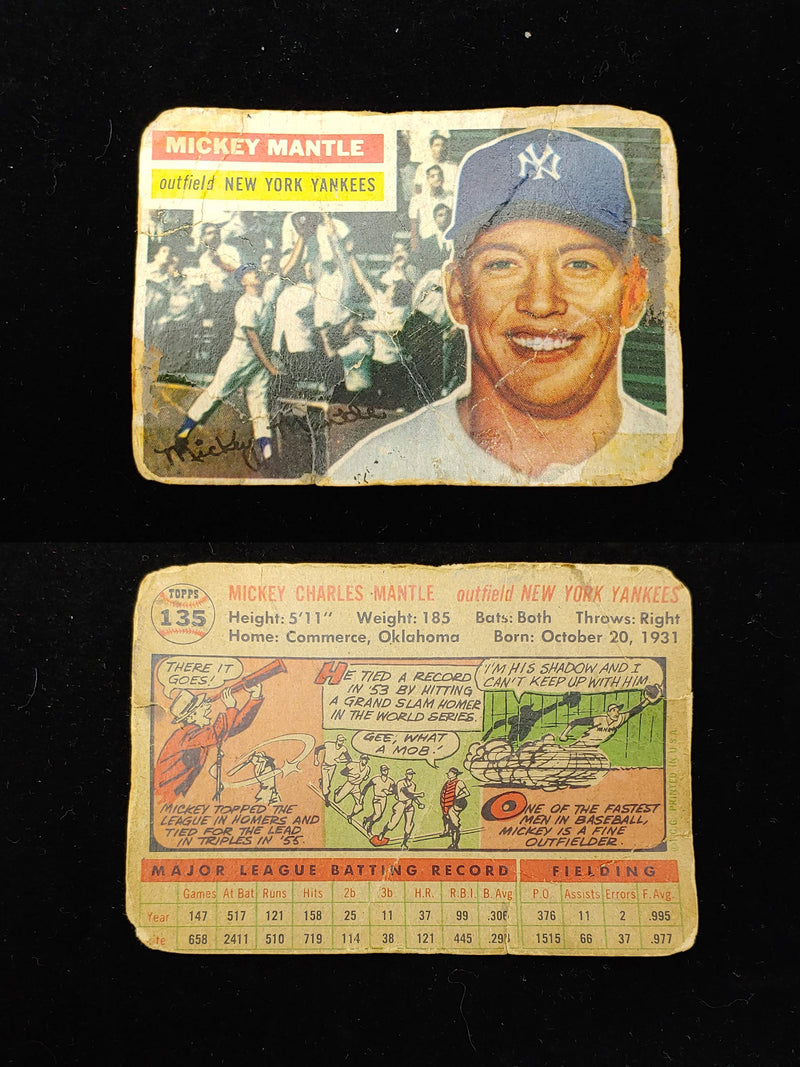 MICKEY MANTLE
outfield NEW YORK YANKEES
NY
Mickey Mantle
TOPPS
135
MICKEY CHARLES MANTLE outfield NEW YORK YANKEES
Height: 5'11" Weight: 185 Bats: Both Throws: Right
Home: Commerce, Oklahoma Born: October 20, 1931
THERE IT
GOES!
HE TIED A RECORD
IN '53 BY HITTING
A GRAND SLAM HOMER
IN THE WORLD SERIES.
I'M HIS SHADOW AND I
CAN'T KEEP UP WITH HIM
GEE, WHAT
A MOB!
MICKEY TOPPED THE
LEAGUE IN HOMERS AND
TIED FOR THE LEAD
IN TRIPLES IN '55.
ONE OF THE FASTEST
MEN IN BASEBALL,
MICKEY IS A FINE
OUTFIELDER.
T.C.G. PRINTED IN U.S.A.
MAJOR LEAGUE BATTING RECORD FIELDING
Games At Bat Runs Hits 2b 3b H.R. R.B.I. B. Avg P.O. Assists Errors F. Avg.
Year 147 517 121 158 25 11 37 99 .306 376 11 2 .995
658 2411 510 719 114 38 121 445 .298 1515 66 37 .977